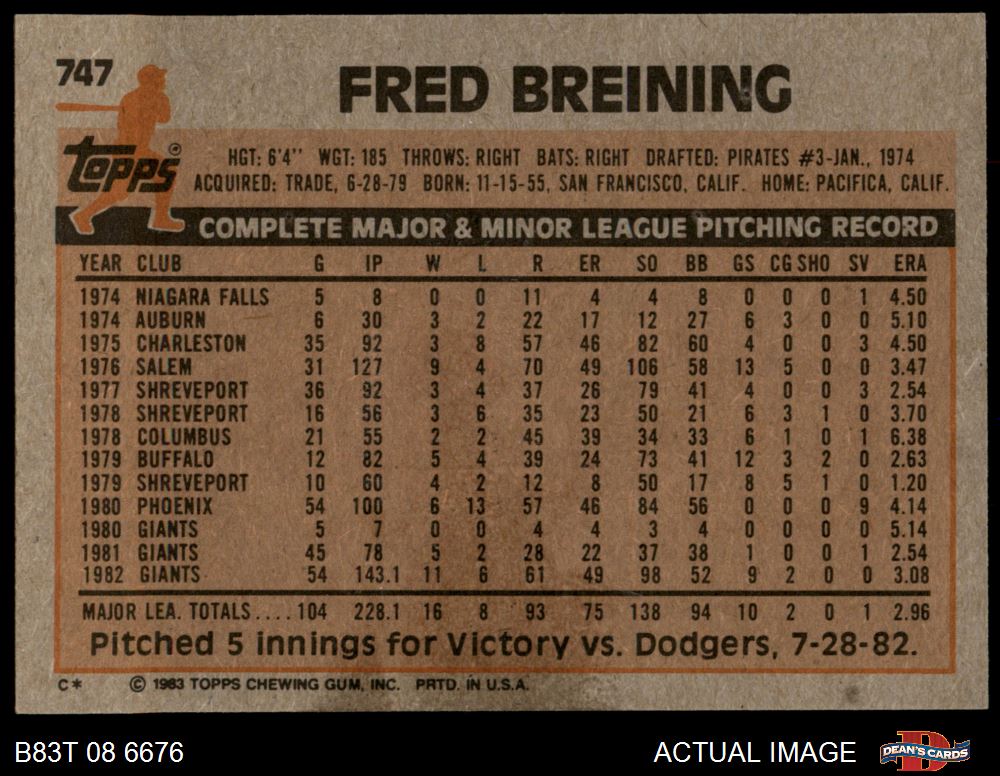 747
FRED BREINING
topps®
HGT: 6'4'' WGT: 185 THROWS: RIGHT BATS: RIGHT DRAFTED: PIRATES #3-JAN., 1974
ACQUIRED: TRADE, 6-28-79 BORN: 11-15-55, SAN FRANCISCO, CALIF. HOME: PACIFICA, CALIF.
COMPLETE MAJOR & MINOR LEAGUE PITCHING RECORD
YEAR CLUB G IP W L R ER SO BB GS CG SHO SV ERA
1974 NIAGARA FALLS 5 8 0 0 11 4 4 8 0 0 0 1 4.50
1974 AUBURN 6 30 3 2 22 17 12 27 6 3 0 0 5.10
1975 CHARLESTON 35 92 3 8 57 46 82 60 4 0 0 3 4.50
1976 SALEM 31 127 9 4 70 49 106 58 13 5 0 0 3.47
1977 SHREVEPORT 36 92 3 4 37 26 79 41 4 0 0 3 2.54
1978 SHREVEPORT 16 56 3 6 35 23 50 21 6 3 1 0 3.70
1978 COLUMBUS 21 55 2 2 45 39 34 33 6 1 0 1 6.38
1979 BUFFALO 12 82 5 4 39 24 73 41 12 3 2 0 2.63
1979 SHREVEPORT 10 60 4 2 12 8 50 17 8 5 1 0 1.20
1980 PHOENIX 54 100 6 13 57 46 84 56 0 0 0 9 4.14
1980 GIANTS 5 7 0 0 4 4 3 4 0 0 0 0 5.14
1981 GIANTS 45 78 5 2 28 22 37 38 1 0 0 1 2.54
1982 GIANTS 54 143.1 11 6 61 49 98 52 9 2 0 0 3.08
MAJOR LEA. TOTALS.... 104 228.1 16 8 93 75 138 94 10 2 0 1 2.96
Pitched 5 innings for Victory vs. Dodgers, 7-28-82.
C* © 1983 TOPPS CHEWING GUM, INC. PRTD. IN U.S.A.
B83T 08 6676 ACTUAL IMAGE D DEAN'S CARDS